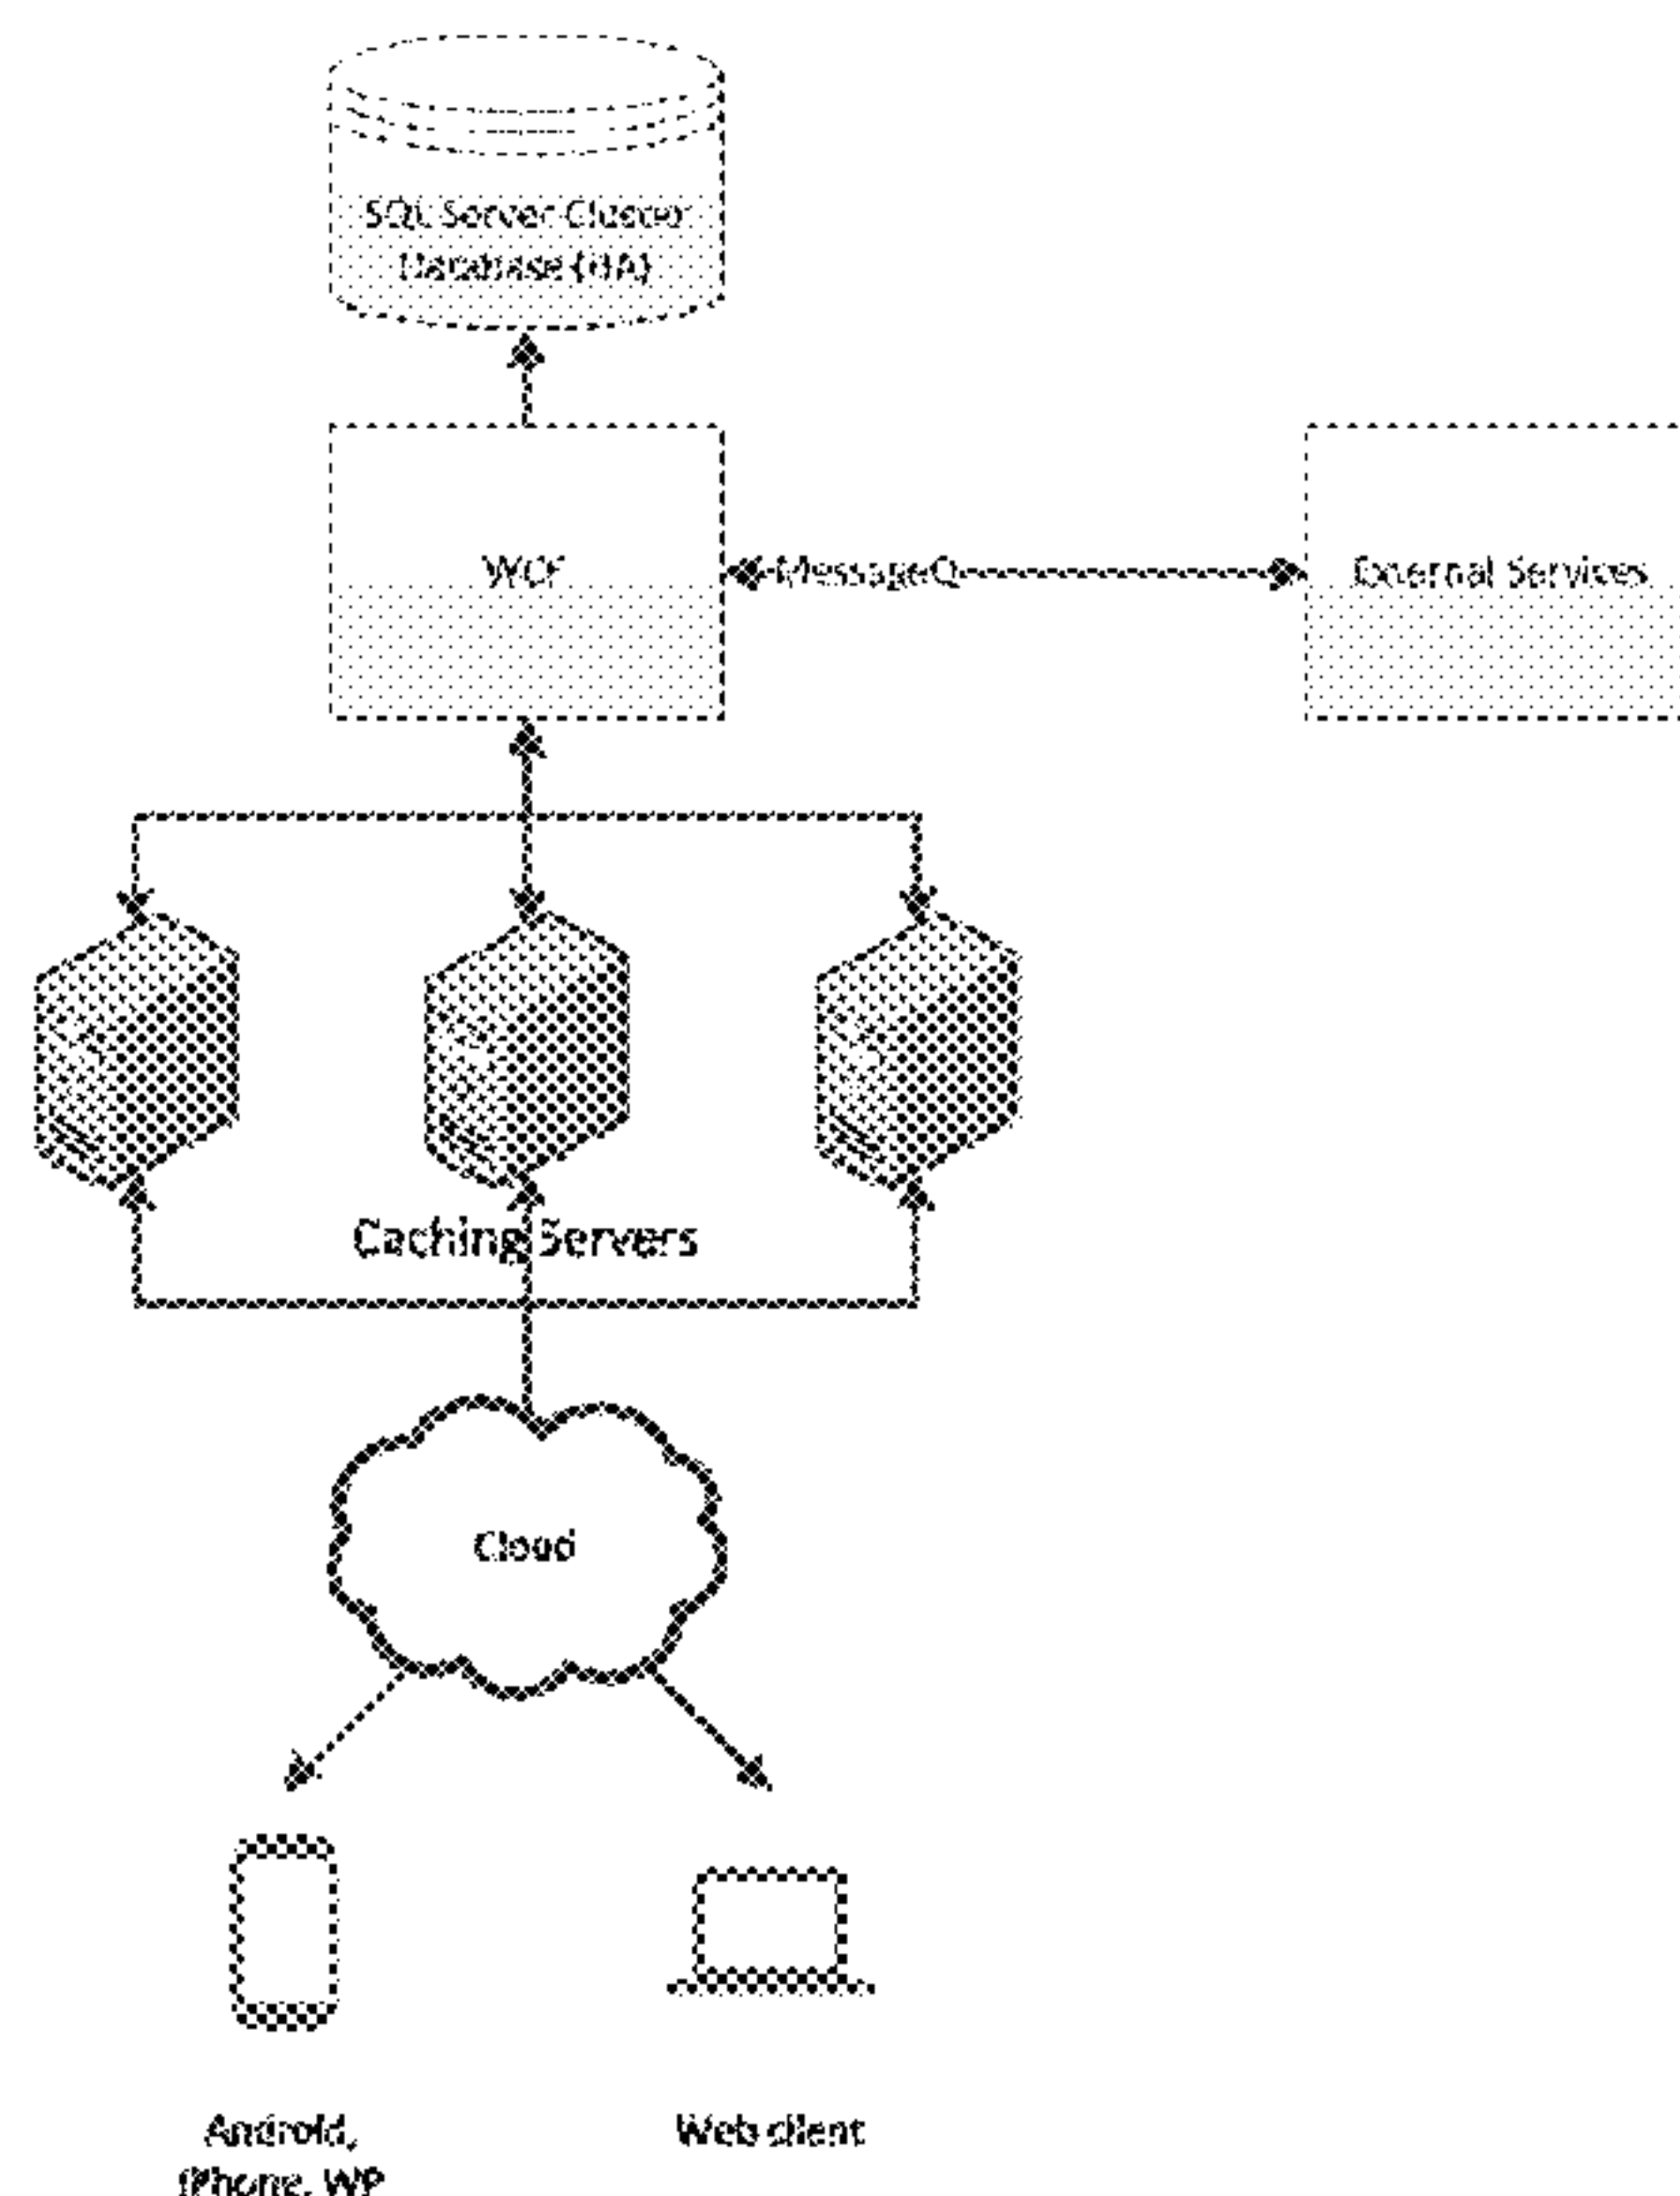 SQL Server Cluster
Database (HA)
WCF
MessageQ
External Services
Caching Servers
Cloud
Android,
iPhone, WP
Web client